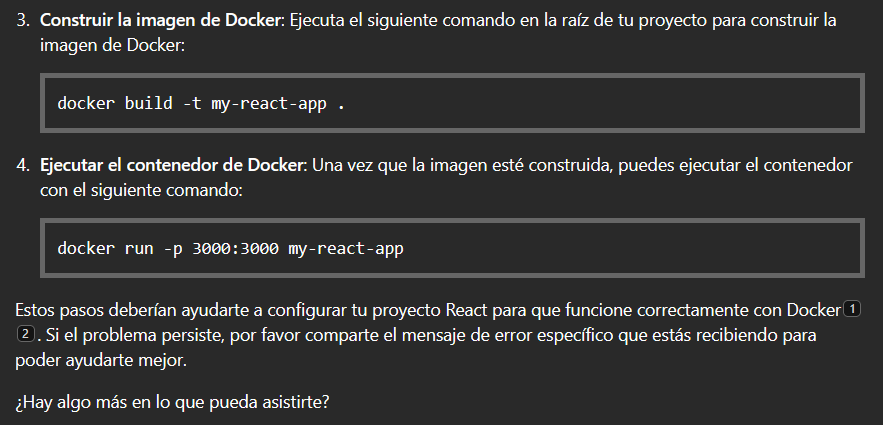 3. Construir la imagen de Docker: Ejecuta el siguiente comando en la raíz de tu proyecto para construir la
imagen de Docker:
docker build -t my-react-app .
4. Ejecutar el contenedor de Docker: Una vez que la imagen esté construida, puedes ejecutar el contenedor
con el siguiente comando:
docker run -p 3000:3000 my-react-app
Estos pasos deberían ayudarte a configurar tu proyecto React para que funcione correctamente con Docker 1
2 . Si el problema persiste, por favor comparte el mensaje de error específico que estás recibiendo para
poder ayudarte mejor.
¿Hay algo más en lo que pueda asistirte?